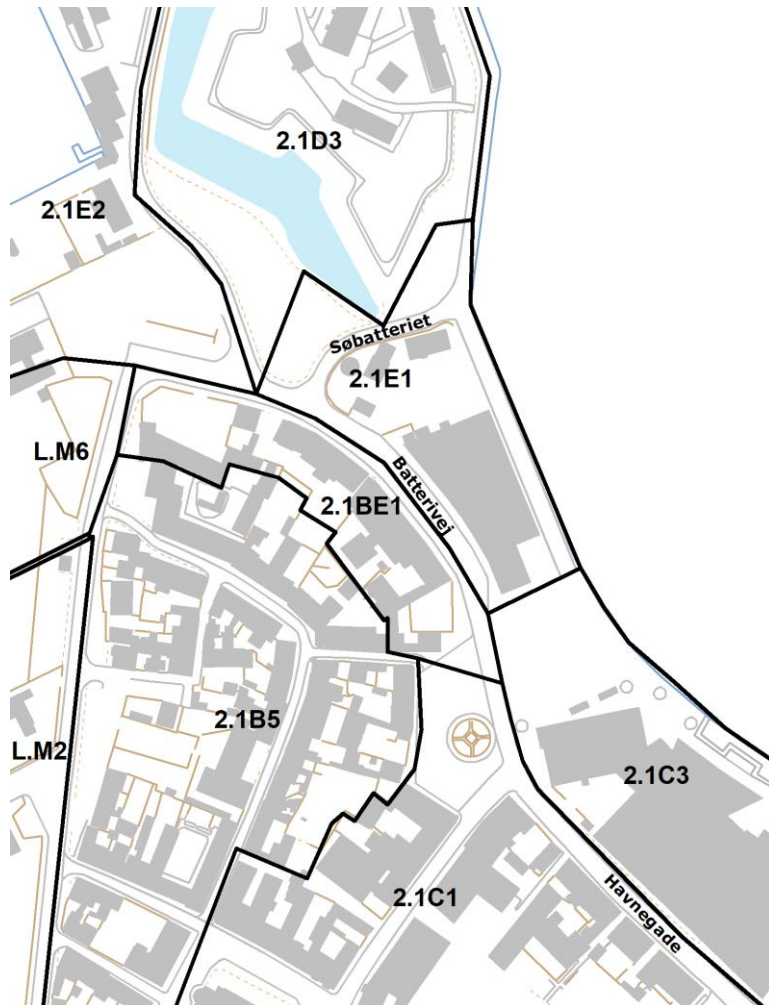 2.1D3
2.1E2
Søbatteriet
2.1E1
L.M6
Batterivej
2.1BE1
2.1B5
L.M2
2.1C3
2.1C1
Havnegade